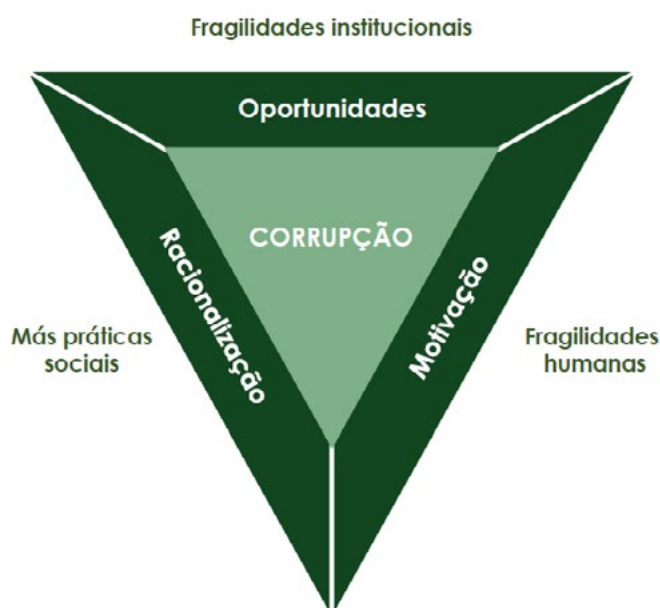 Fragilidades institucionais
Oportunidades
CORRUPÇÃO
Racionalização
Motivação
Más práticas
sociais
Fragilidades
humanas